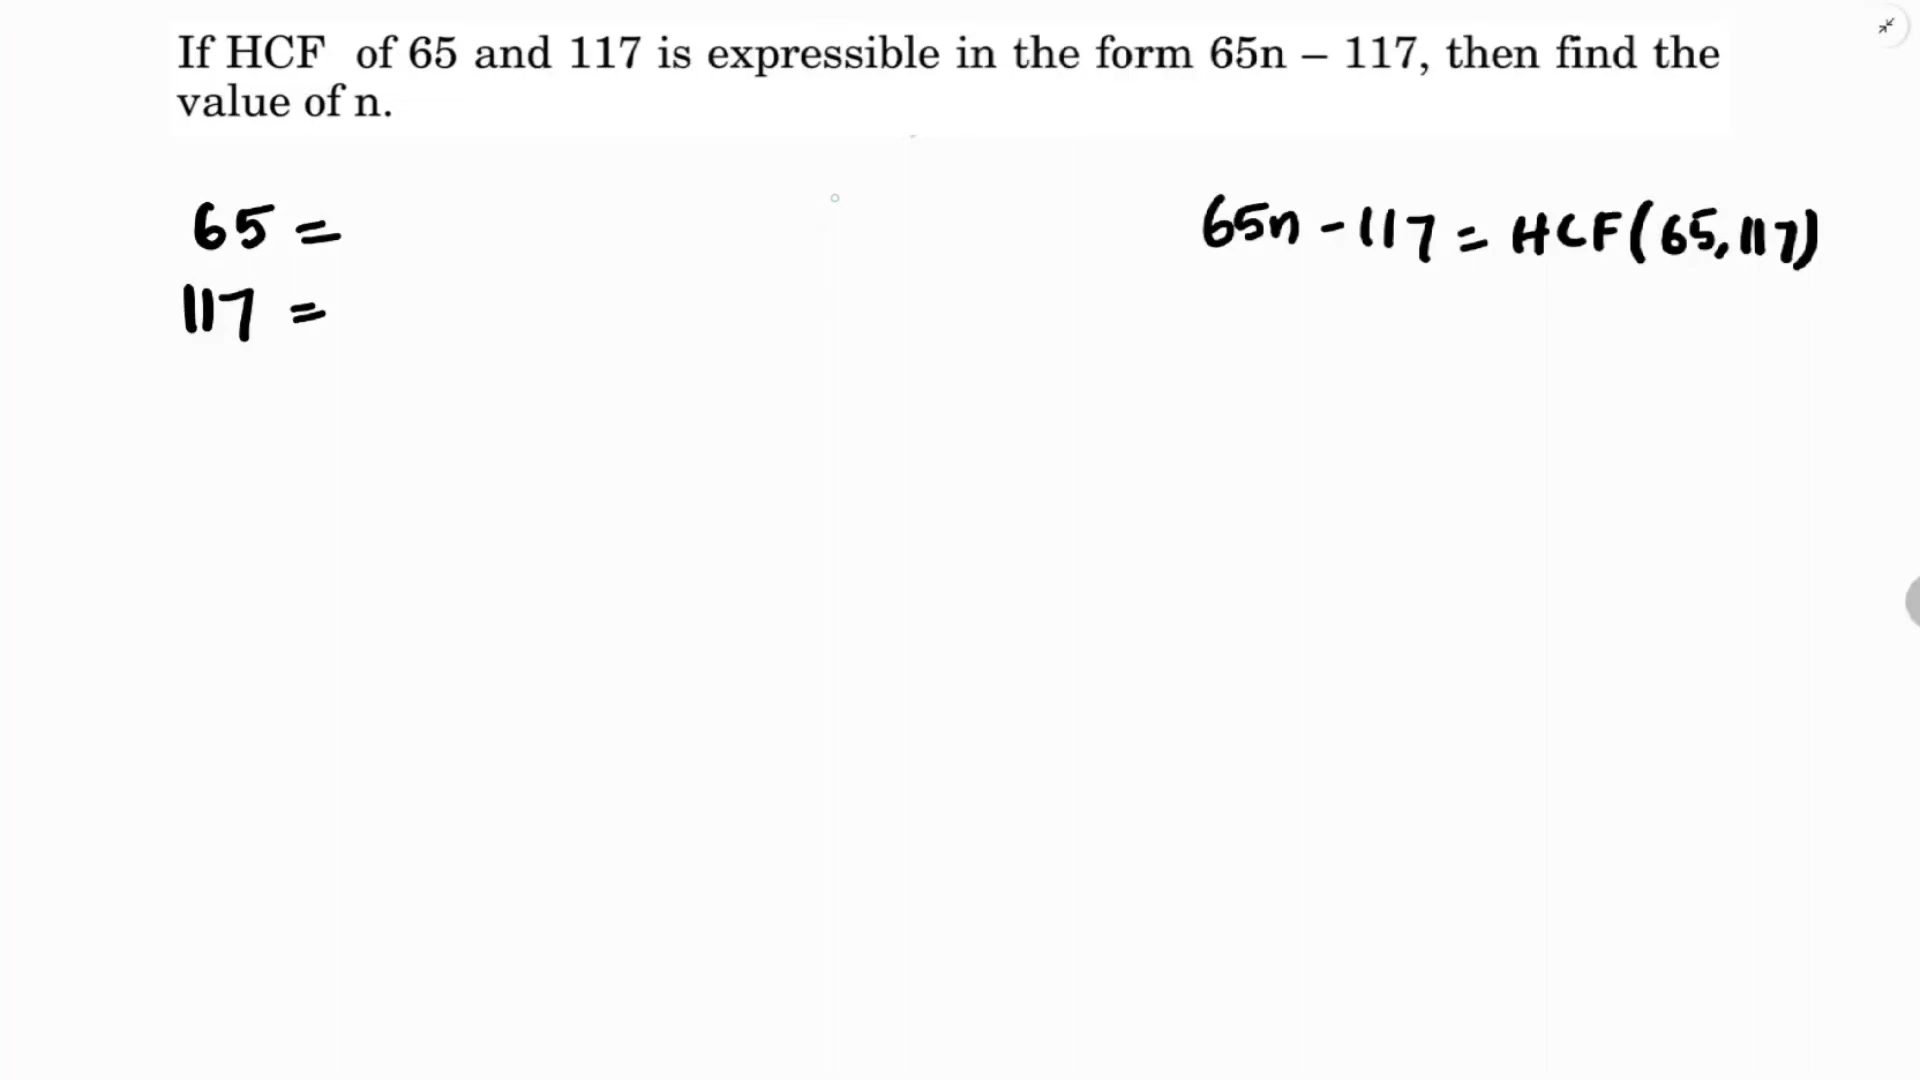 If HCF of 65 and 117 is expressible in the form 65n – 117, then find the
value of n.
65 =
65n - 117 = HCF(65, 117)
117 =